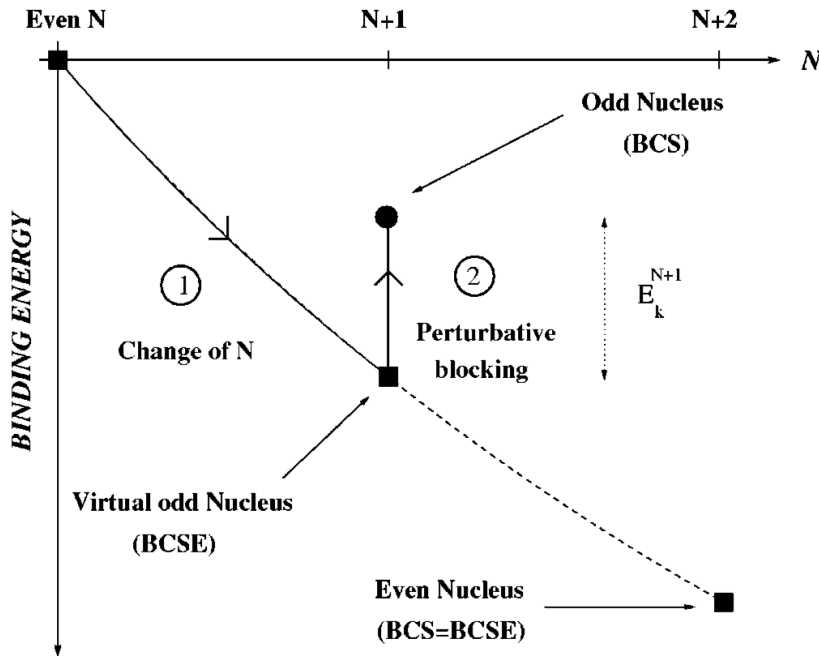 Even N
N+1
N+2
N
Odd Nucleus
(BCS)
BINDING ENERGY
1
2
E_k^{N+1}
Change of N
Perturbative
blocking
Virtual odd Nucleus
(BCSE)
Even Nucleus
(BCS=BCSE)